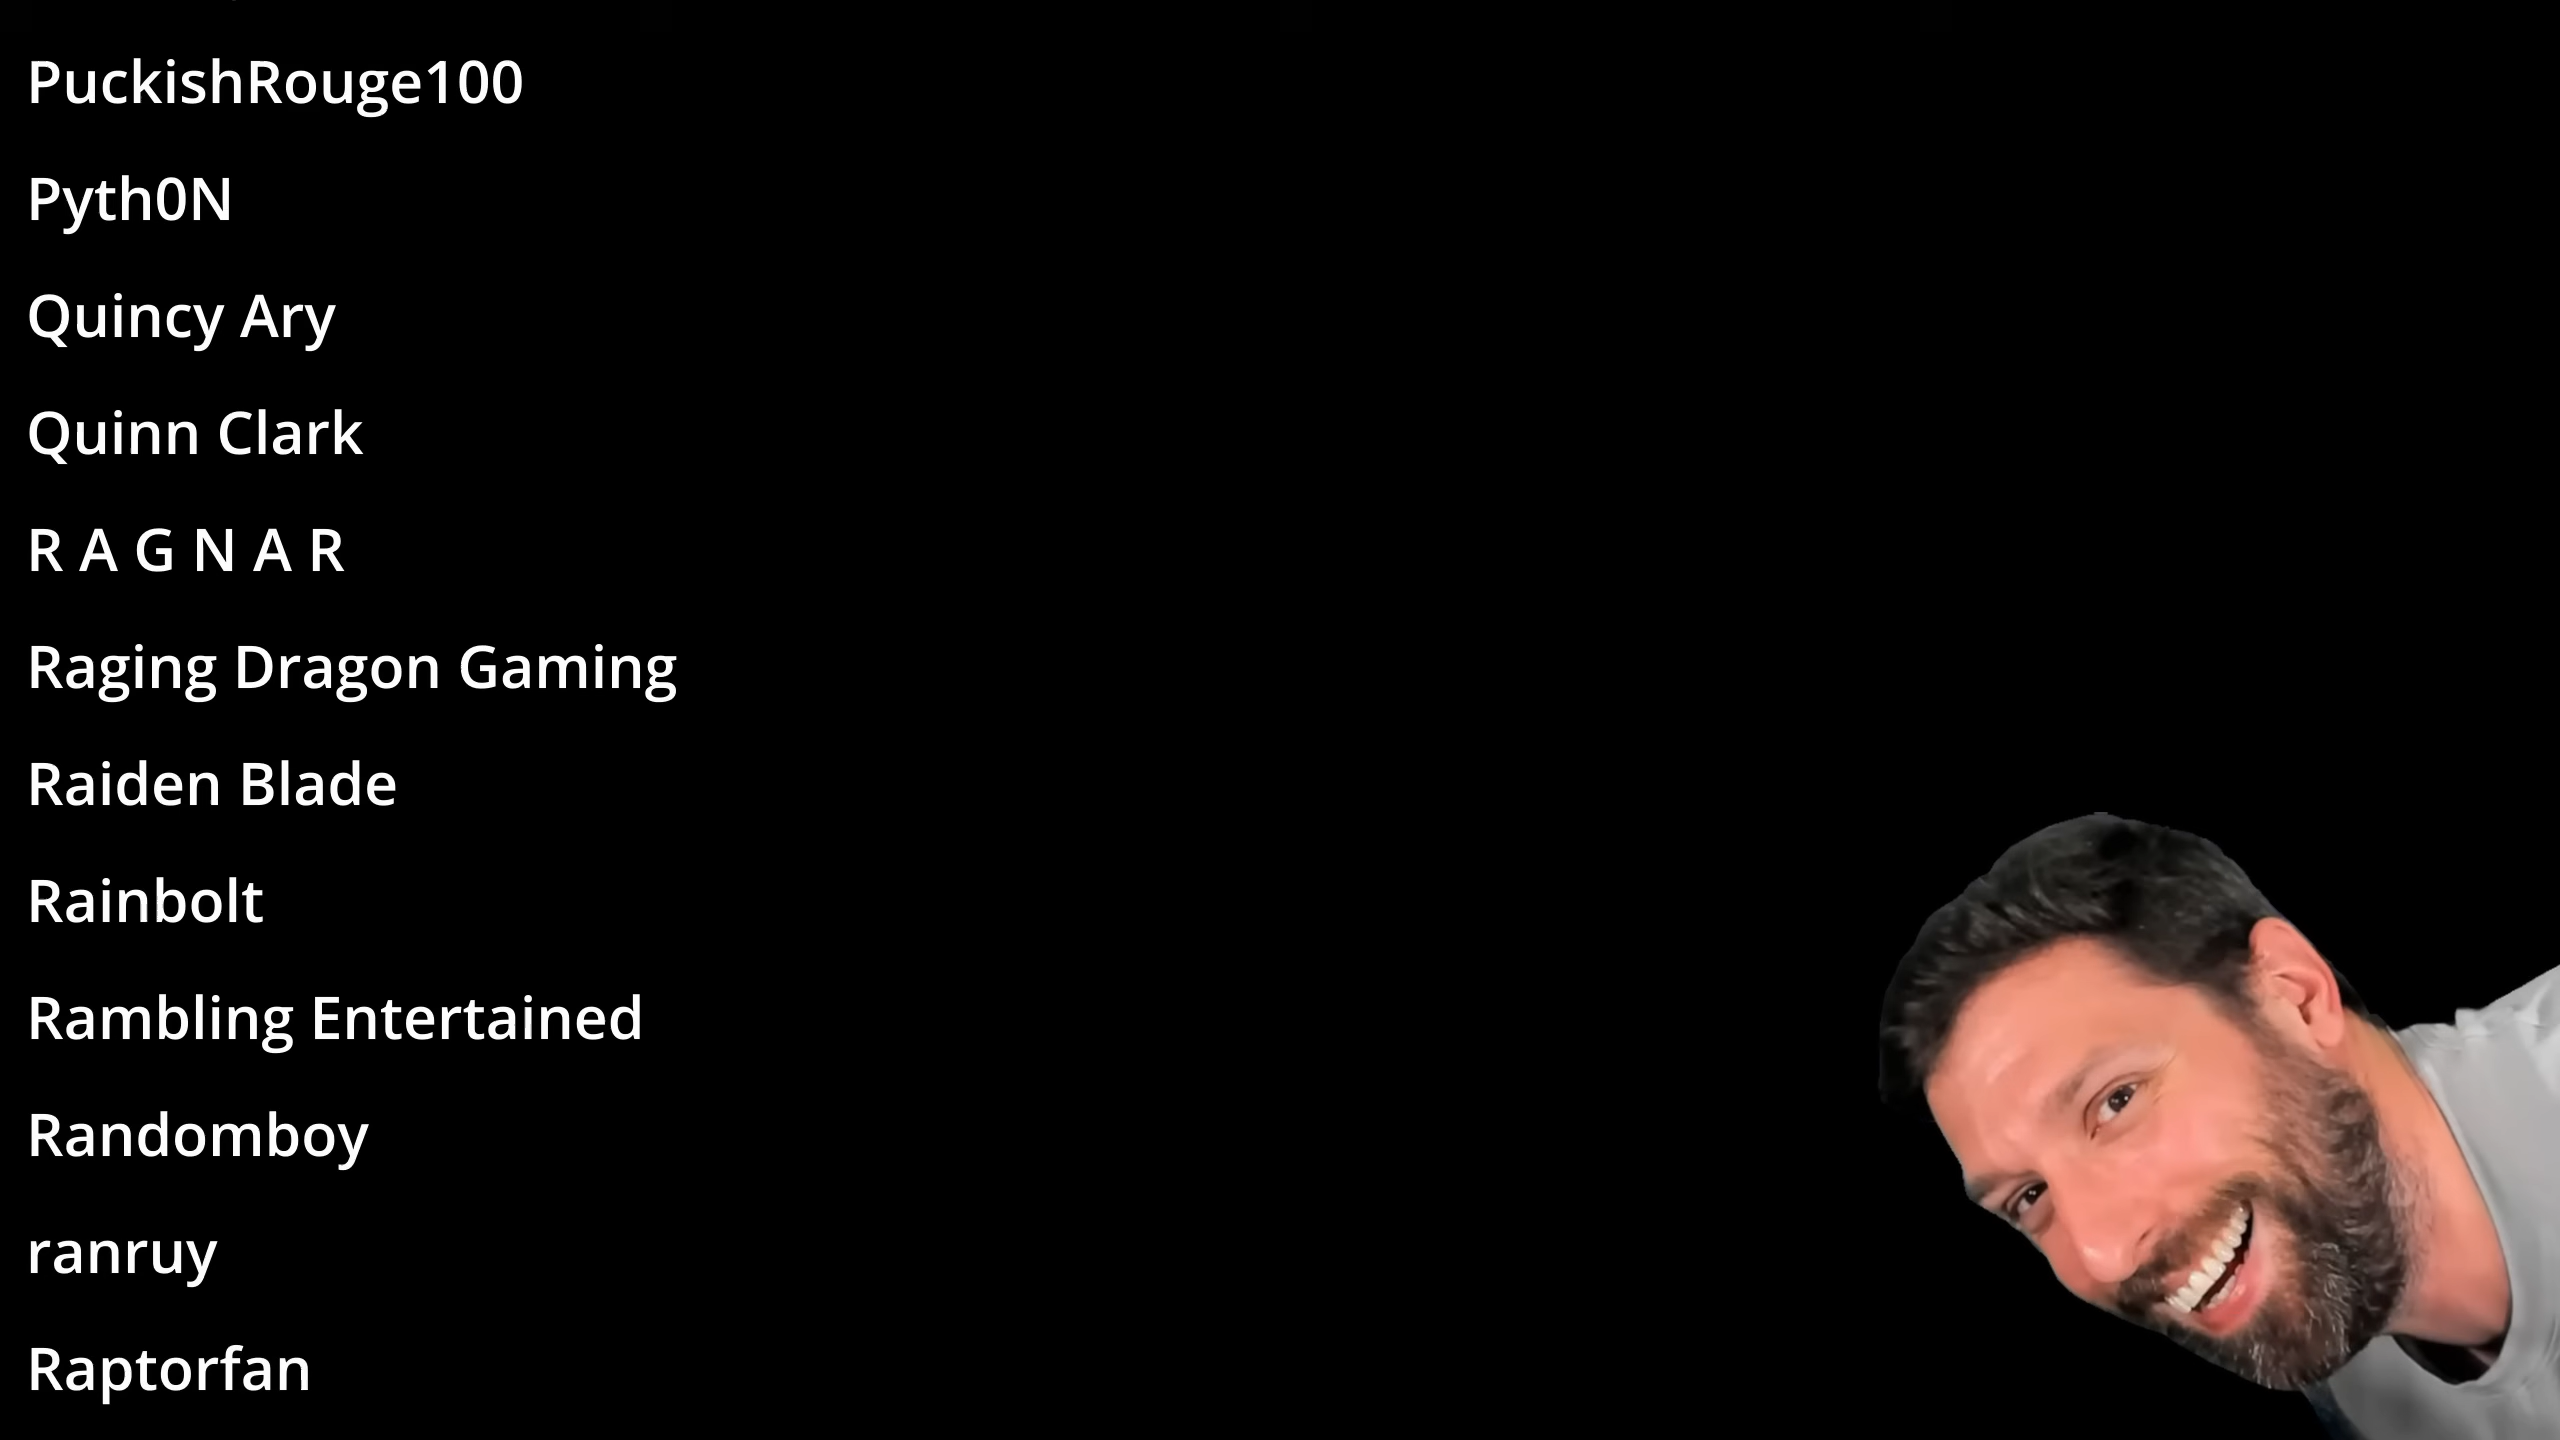 PuckishRouge100
Pyth0N
Quincy Ary
Quinn Clark
R A G N A R
Raging Dragon Gaming
Raiden Blade
Rainbolt
Rambling Entertained
Randomboy
ranruy
Raptorfan